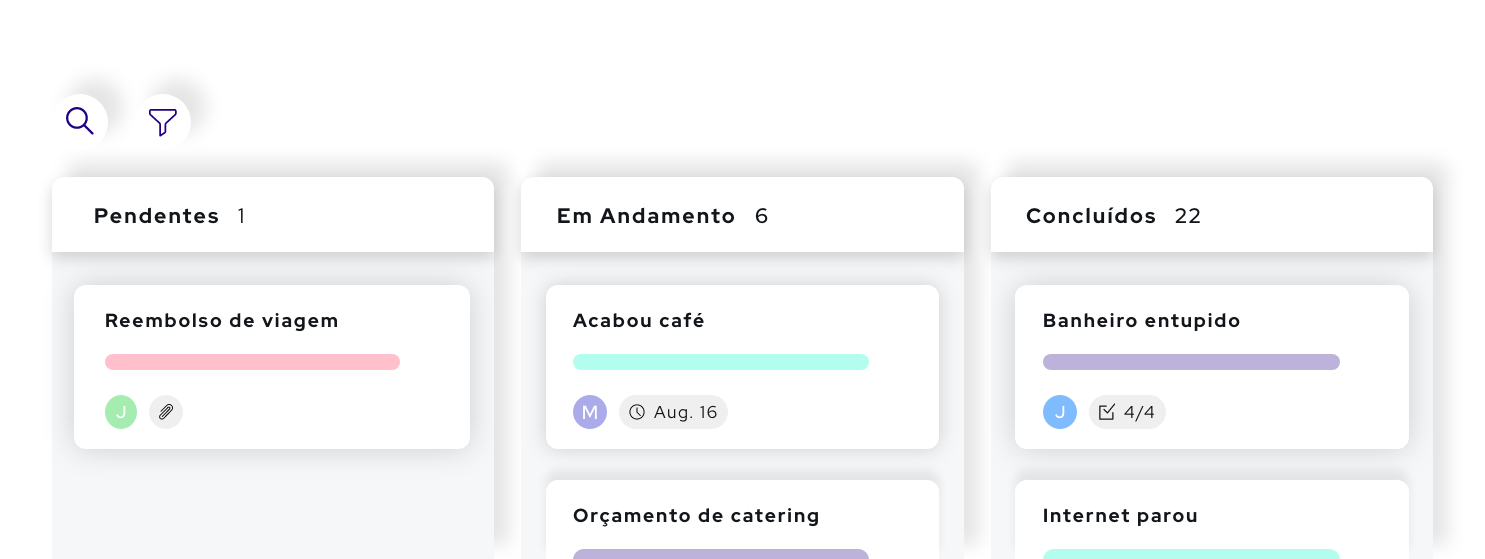 Pendentes 1
Reembolso de viagem
J
Em Andamento 6
Acabou café
M Aug. 16
Orçamento de catering
Concluídos 22
Banheiro entupido
J 4/4
Internet parou